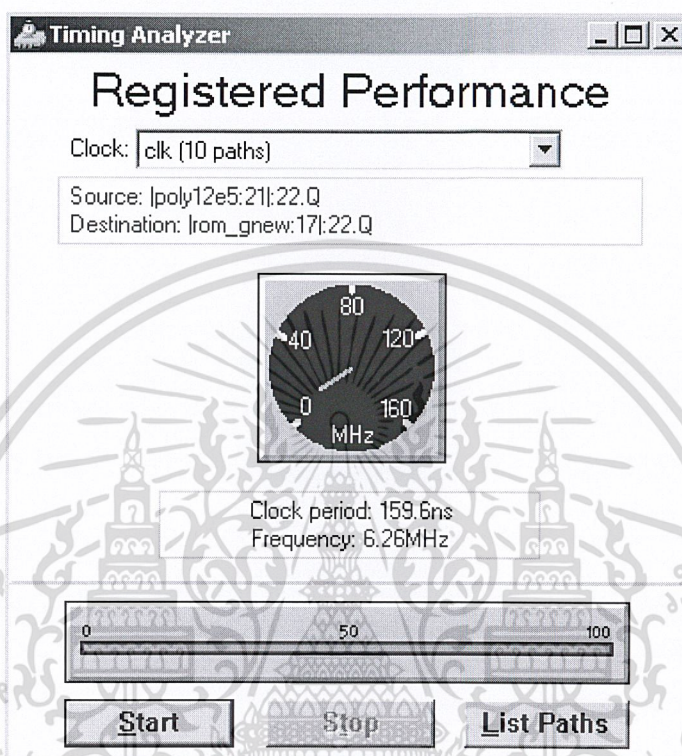 Timing Analyzer
Registered Performance
Clock: clk (10 paths)
Source: |poly12e5:21|:22.Q
Destination: |rom_gnew:17|:22.Q
80
40 120
0 160
MHz
Clock period: 159.6ns
Frequency: 6.26MHz
0 50 100
Start Stop List Paths